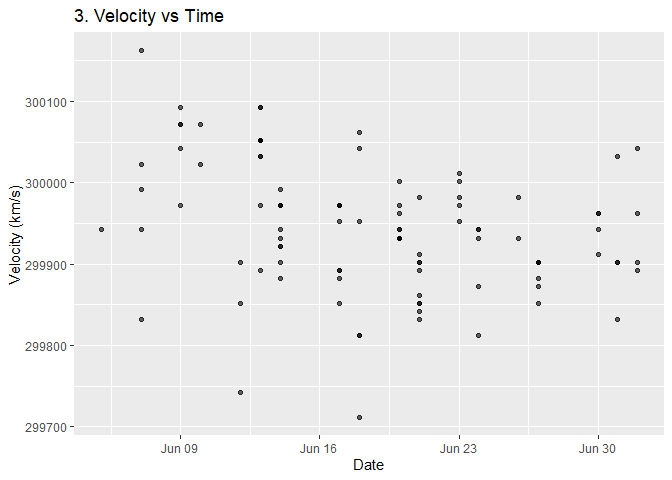 3. Velocity vs Time
Velocity (km/s)
300100
300000
299900
299800
299700
Jun 09
Jun 16
Jun 23
Jun 30
Date